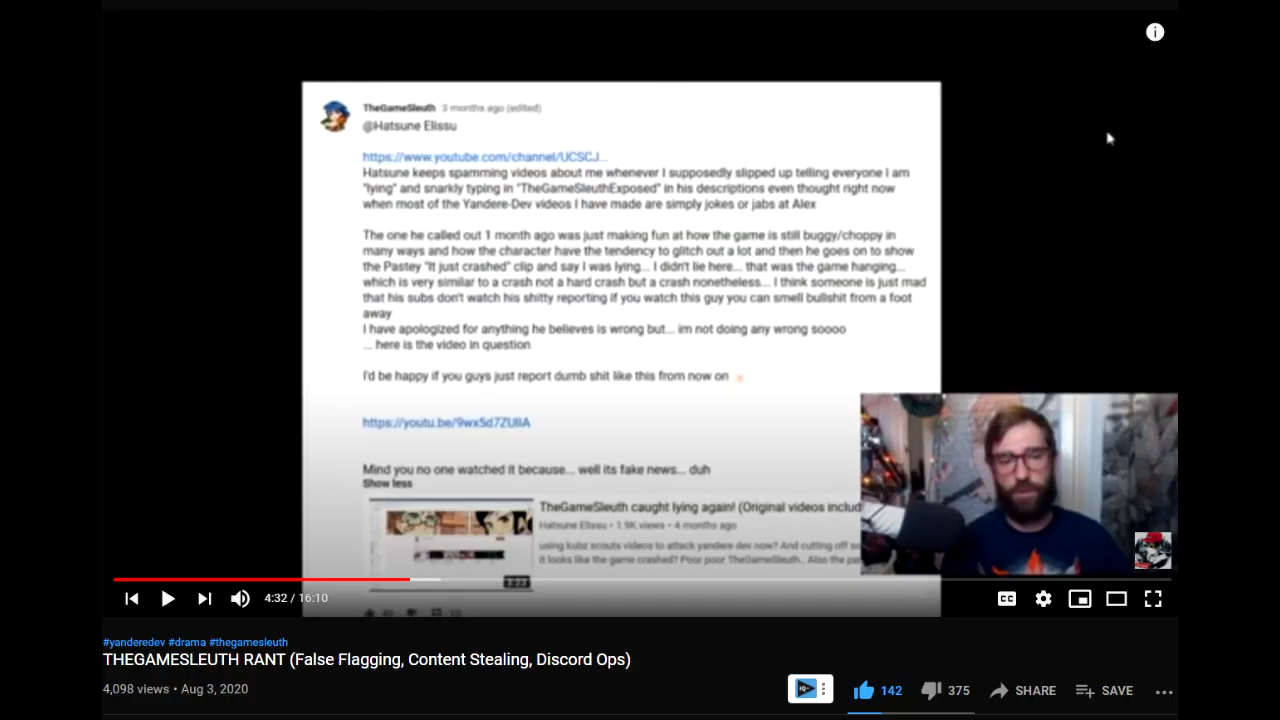 TheGameSleuth 3 months ago (edited)
@Hatsune Elissu
https://www.youtube.com/channel/UCSCJ...
Hatsune keeps spamming videos about me whenever I supposedly slipped up telling everyone I am
"lying" and snarkly typing in "TheGameSleuthExposed" in his descriptions even thought right now
when most of the Yandere-Dev videos I have made are simply jokes or jabs at Alex
The one he called out 1 month ago was just making fun at how the game is still buggy/choppy in
many ways and how the character have the tendency to glitch out a lot and then he goes on to show
the Pastey "It just crashed" clip and say I was lying... I didn't lie here... that was the game hanging...
which is very similar to a crash not a hard crash but a crash nonetheless... I think someone is just mad
that his subs don't watch his shitty reporting if you watch this guy you can smell bullshit from a foot
away
I have apologized for anything he believes is wrong but... im not doing any wrong soooo
... here is the video in question
I'd be happy if you guys just report dumb shit like this from now on
https://youtu.be/9wx5d7ZUlIA
Mind you no one watched it because... well its fake news... duh
Show less
TheGameSleuth caught lying again! (Original videos includ
Hatsune Elissu • 1.9K views • 4 months ago
using kubz scouts videos to attack yandere dev now? And cutting off so
it looks like the game crashed? Poor poor TheGameSleuth. Also the pa
4:32 / 16:10
CC
#yanderedev #drama #thegamesleuth
THEGAMESLEUTH RANT (False Flagging, Content Stealing, Discord Ops)
4,098 views • Aug 3, 2020
IQ
142
375
SHARE
SAVE